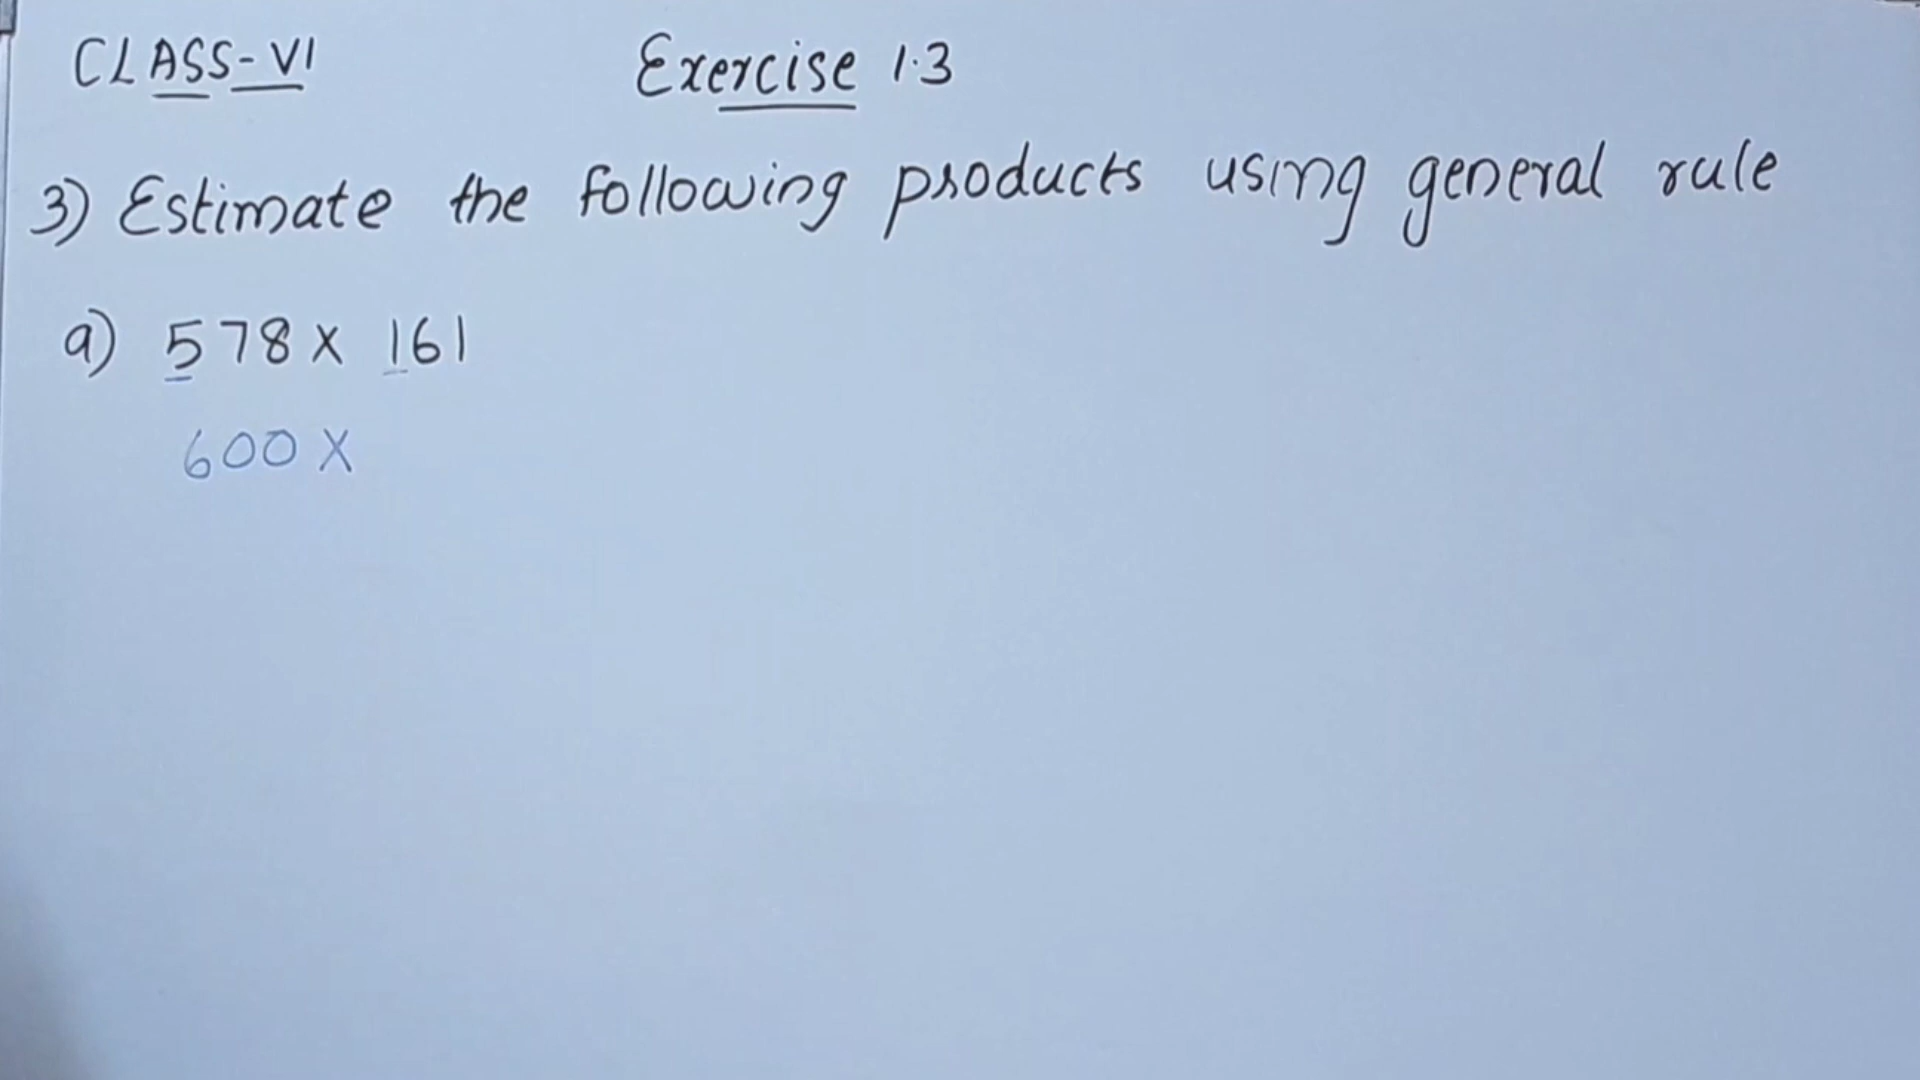 CLASS-VI Exercise 1.3
3) Estimate the following products using general rule
a) 578 x 161
600 X